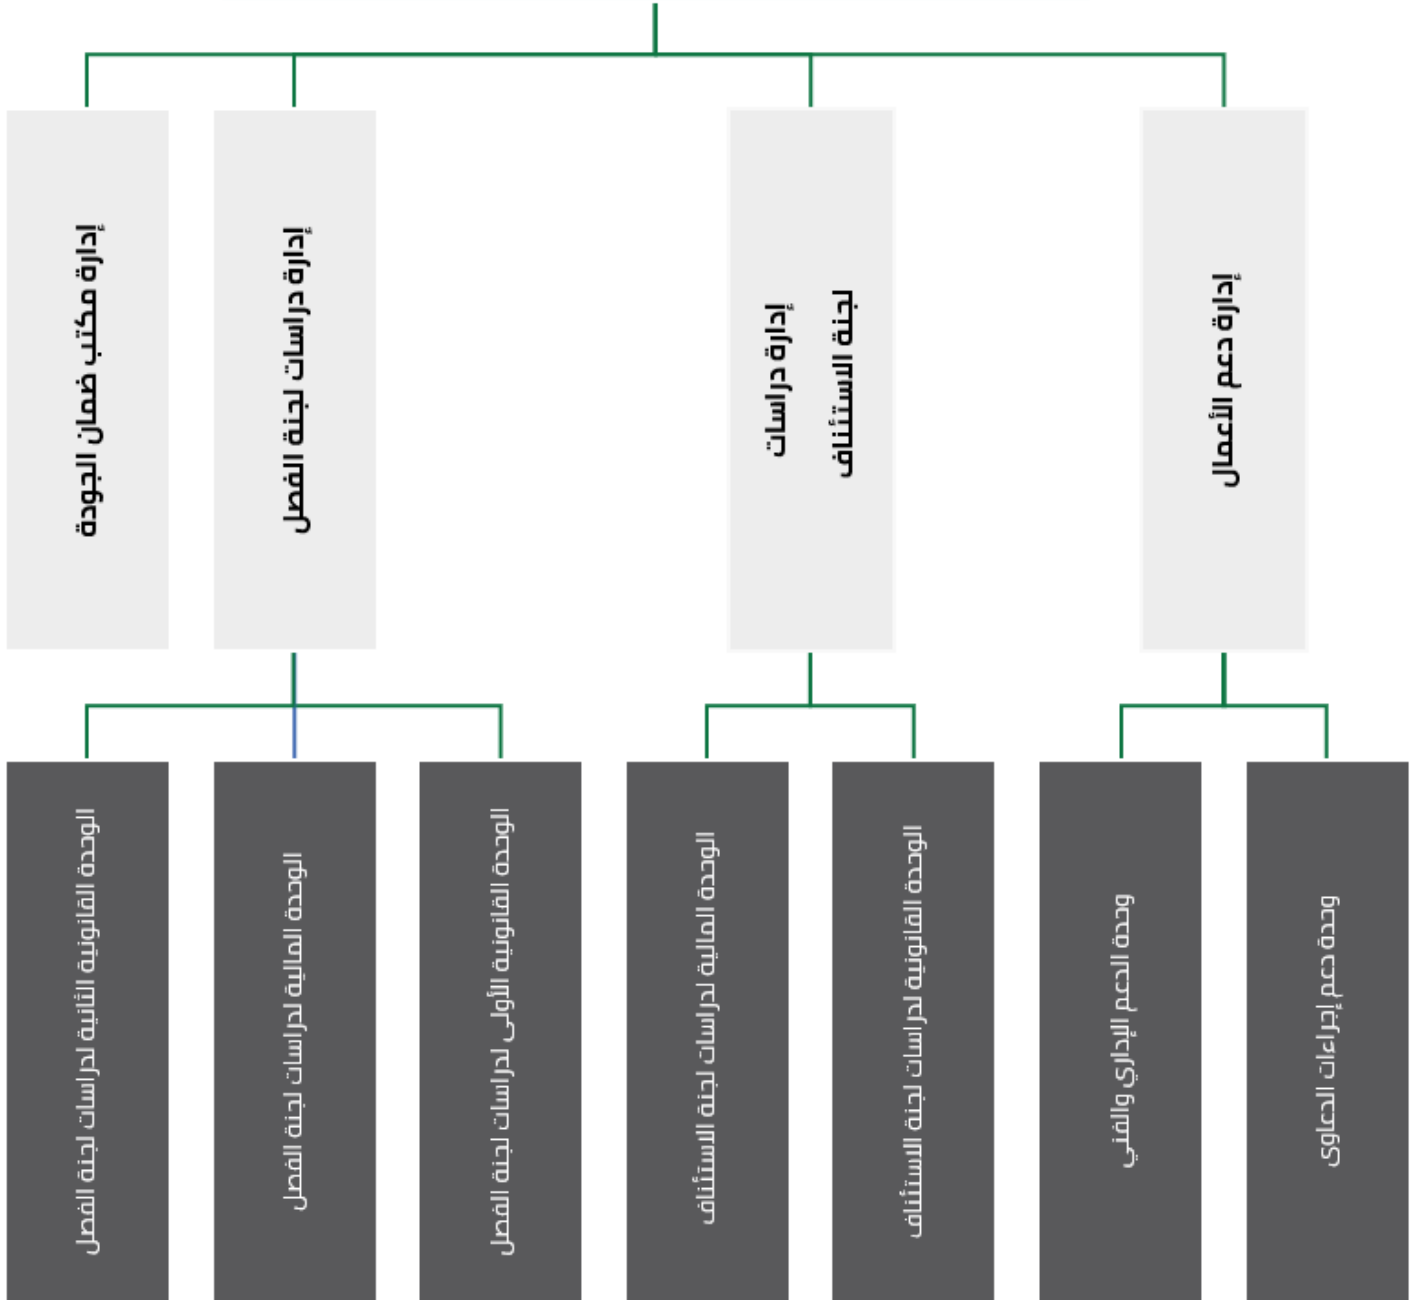 إدارة دعم الأعمال
إدارة دراسات
لجنة الاستئناف
إدارة دراسات لجنة الفصل
إدارة مكتب ضمان الجودة
وحدة دعم إجراءات الدعاوى
وحدة الدعم الإداري والفني
الوحدة القانونية لدراسات لجنة الاستئناف
الوحدة المالية لدراسات لجنة الاستئناف
الوحدة القانونية الأولى لدراسات لجنة الفصل
الوحدة المالية لدراسات لجنة الفصل
الوحدة القانونية الثانية لدراسات لجنة الفصل